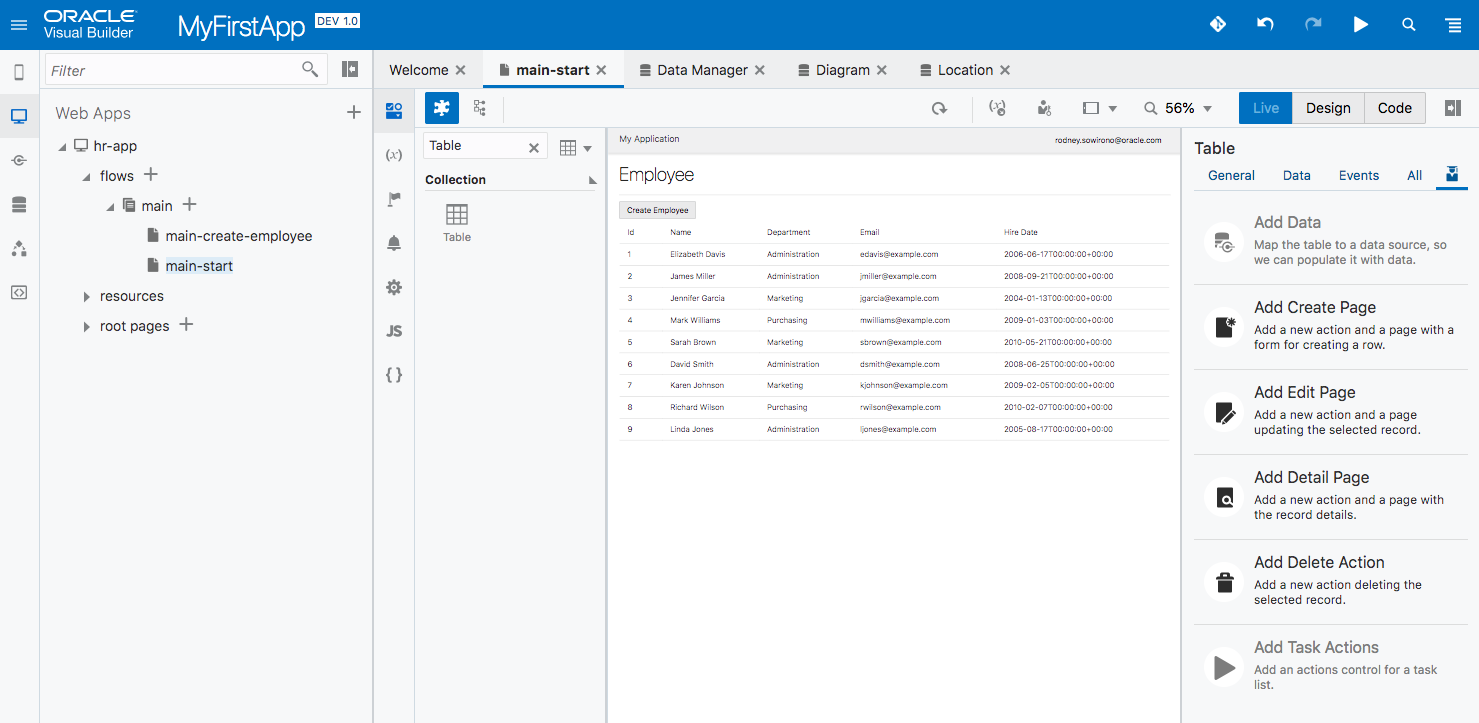 ORACLE
Visual Builder
MyFirstApp DEV 1.0
Filter
Web Apps
hr-app
flows
main
main-create-employee
main-start
resources
root pages
Welcome
main-start
Data Manager
Diagram
Location
56%
Live
Design
Code
(x)
JS
{ }
Table
Collection
Table
My Application
rodney.sowirono@oracle.com
Employee
Create Employee
Id Name Department Email Hire Date
1 Elizabeth Davis Administration edavis@example.com 2006-06-17T00:00:00+00:00
2 James Miller Administration jmiller@example.com 2008-09-21T00:00:00+00:00
3 Jennifer Garcia Marketing jgarcia@example.com 2004-01-13T00:00:00+00:00
4 Mark Williams Purchasing mwilliams@example.com 2009-01-03T00:00:00+00:00
5 Sarah Brown Marketing sbrown@example.com 2010-05-21T00:00:00+00:00
6 David Smith Administration dsmith@example.com 2008-06-25T00:00:00+00:00
7 Karen Johnson Marketing kjohnson@example.com 2009-02-05T00:00:00+00:00
8 Richard Wilson Purchasing rwilson@example.com 2010-02-07T00:00:00+00:00
9 Linda Jones Administration ljones@example.com 2005-08-17T00:00:00+00:00
Table
General Data Events All
Add Data
Map the table to a data source, so
we can populate it with data.
Add Create Page
Add a new action and a page with a
form for creating a row.
Add Edit Page
Add a new action and a page
updating the selected record.
Add Detail Page
Add a new action and a page with
the record details.
Add Delete Action
Add a new action deleting the
selected record.
Add Task Actions
Add an actions control for a task
list.